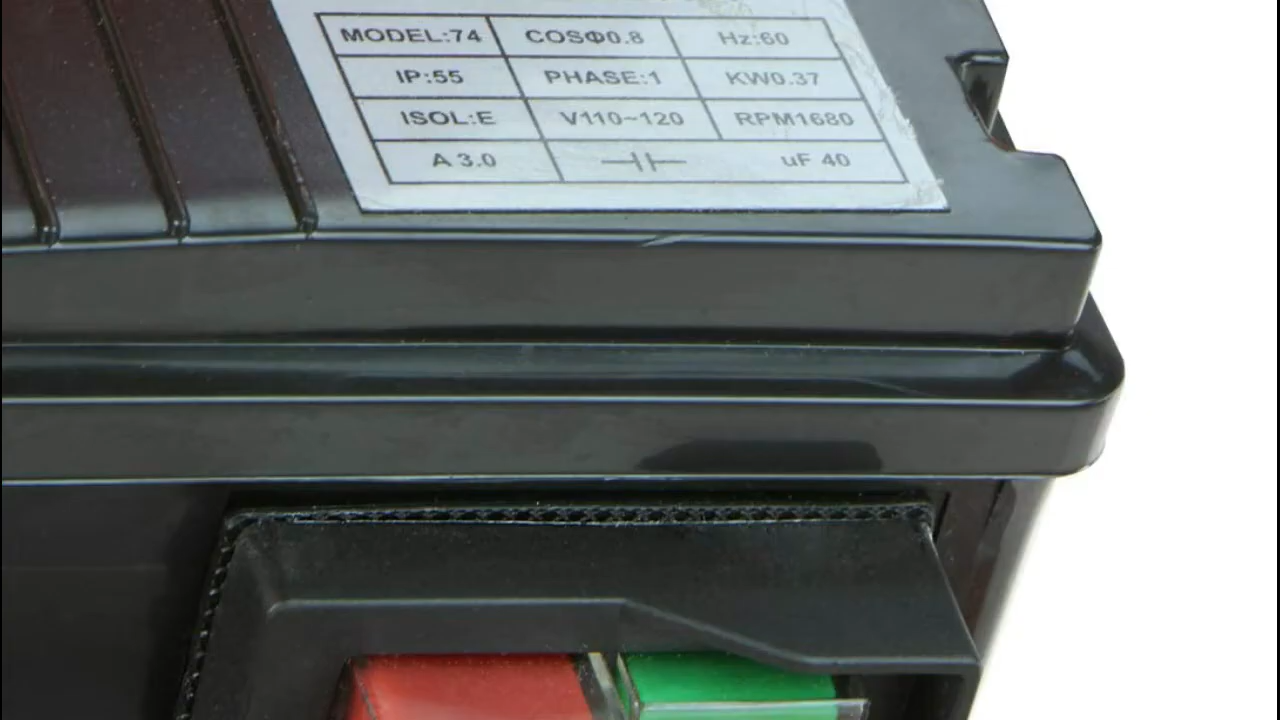 MODEL:74 COSΦ0.8 Hz:60
IP:55 PHASE:1 KW0.37
ISOL:E V110~120 RPM1680
A 3.0 uF 40